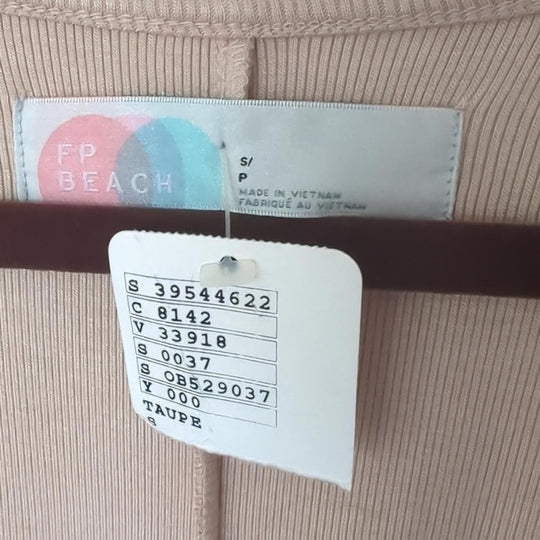 FP
BEACH
S/
P
MADE IN VIETNAM
FABRIQUÉ AU VIETNAM
S 39544622
C 8142
V 33918
S 0037
S OB529037
Y 000
TAUPE
S